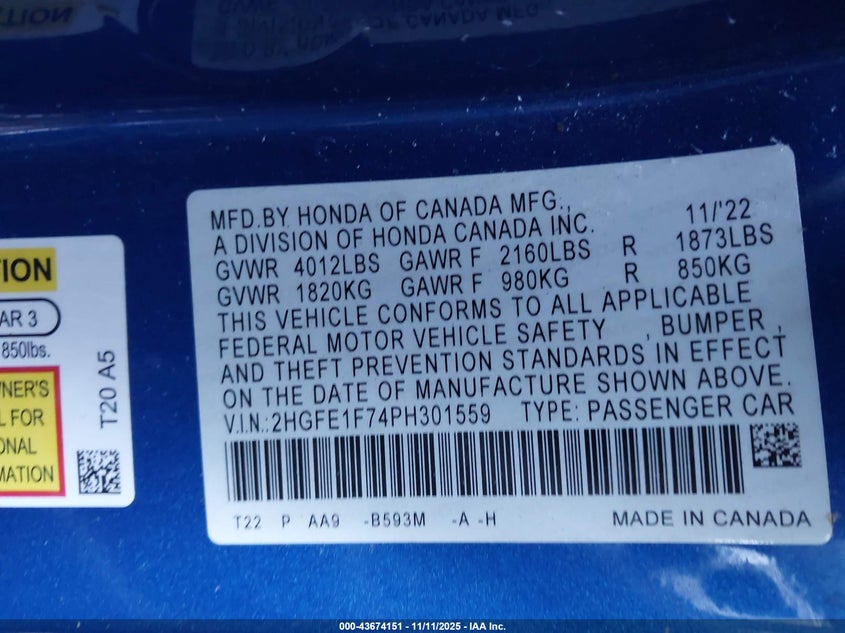 MFD.BY HONDA OF CANADA MFG., 11/'22
A DIVISION OF HONDA CANADA INC.
GVWR 4012LBS GAWR F 2160LBS R 1873LBS
GVWR 1820KG GAWR F 980KG R 850KG
THIS VEHICLE CONFORMS TO ALL APPLICABLE
FEDERAL MOTOR VEHICLE SAFETY , BUMPER ,
AND THEFT PREVENTION STANDARDS IN EFFECT
ON THE DATE OF MANUFACTURE SHOWN ABOVE.
V.I.N.:2HGFE1F74PH301559 TYPE: PASSENGER CAR
T22 P AA9 -B593M -A -H MADE IN CANADA
AR 3
850lbs.
WNER'S
L FOR
ONAL
MATION
T20 A5
000-43674151 - 11/11/2025 - IAA Inc.